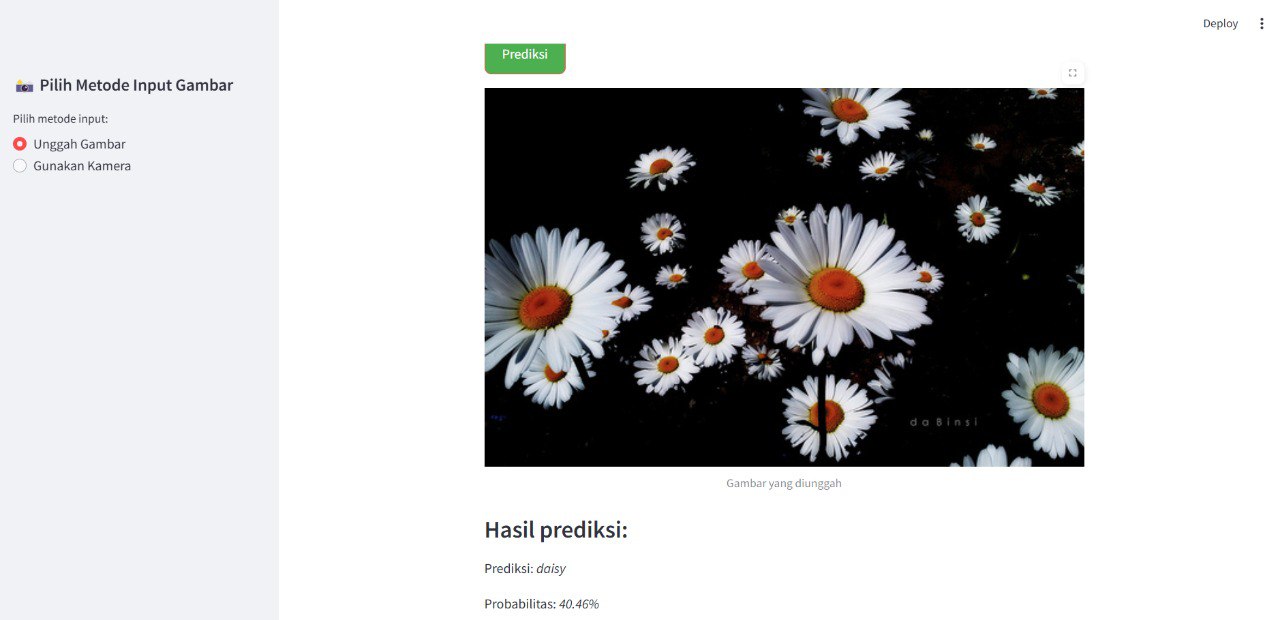 Deploy
📸 Pilih Metode Input Gambar
Pilih metode input:
Unggah Gambar
Gunakan Kamera
Prediksi
daBinsi
Gambar yang diunggah
Hasil prediksi:
Prediksi: daisy
Probabilitas: 40.46%